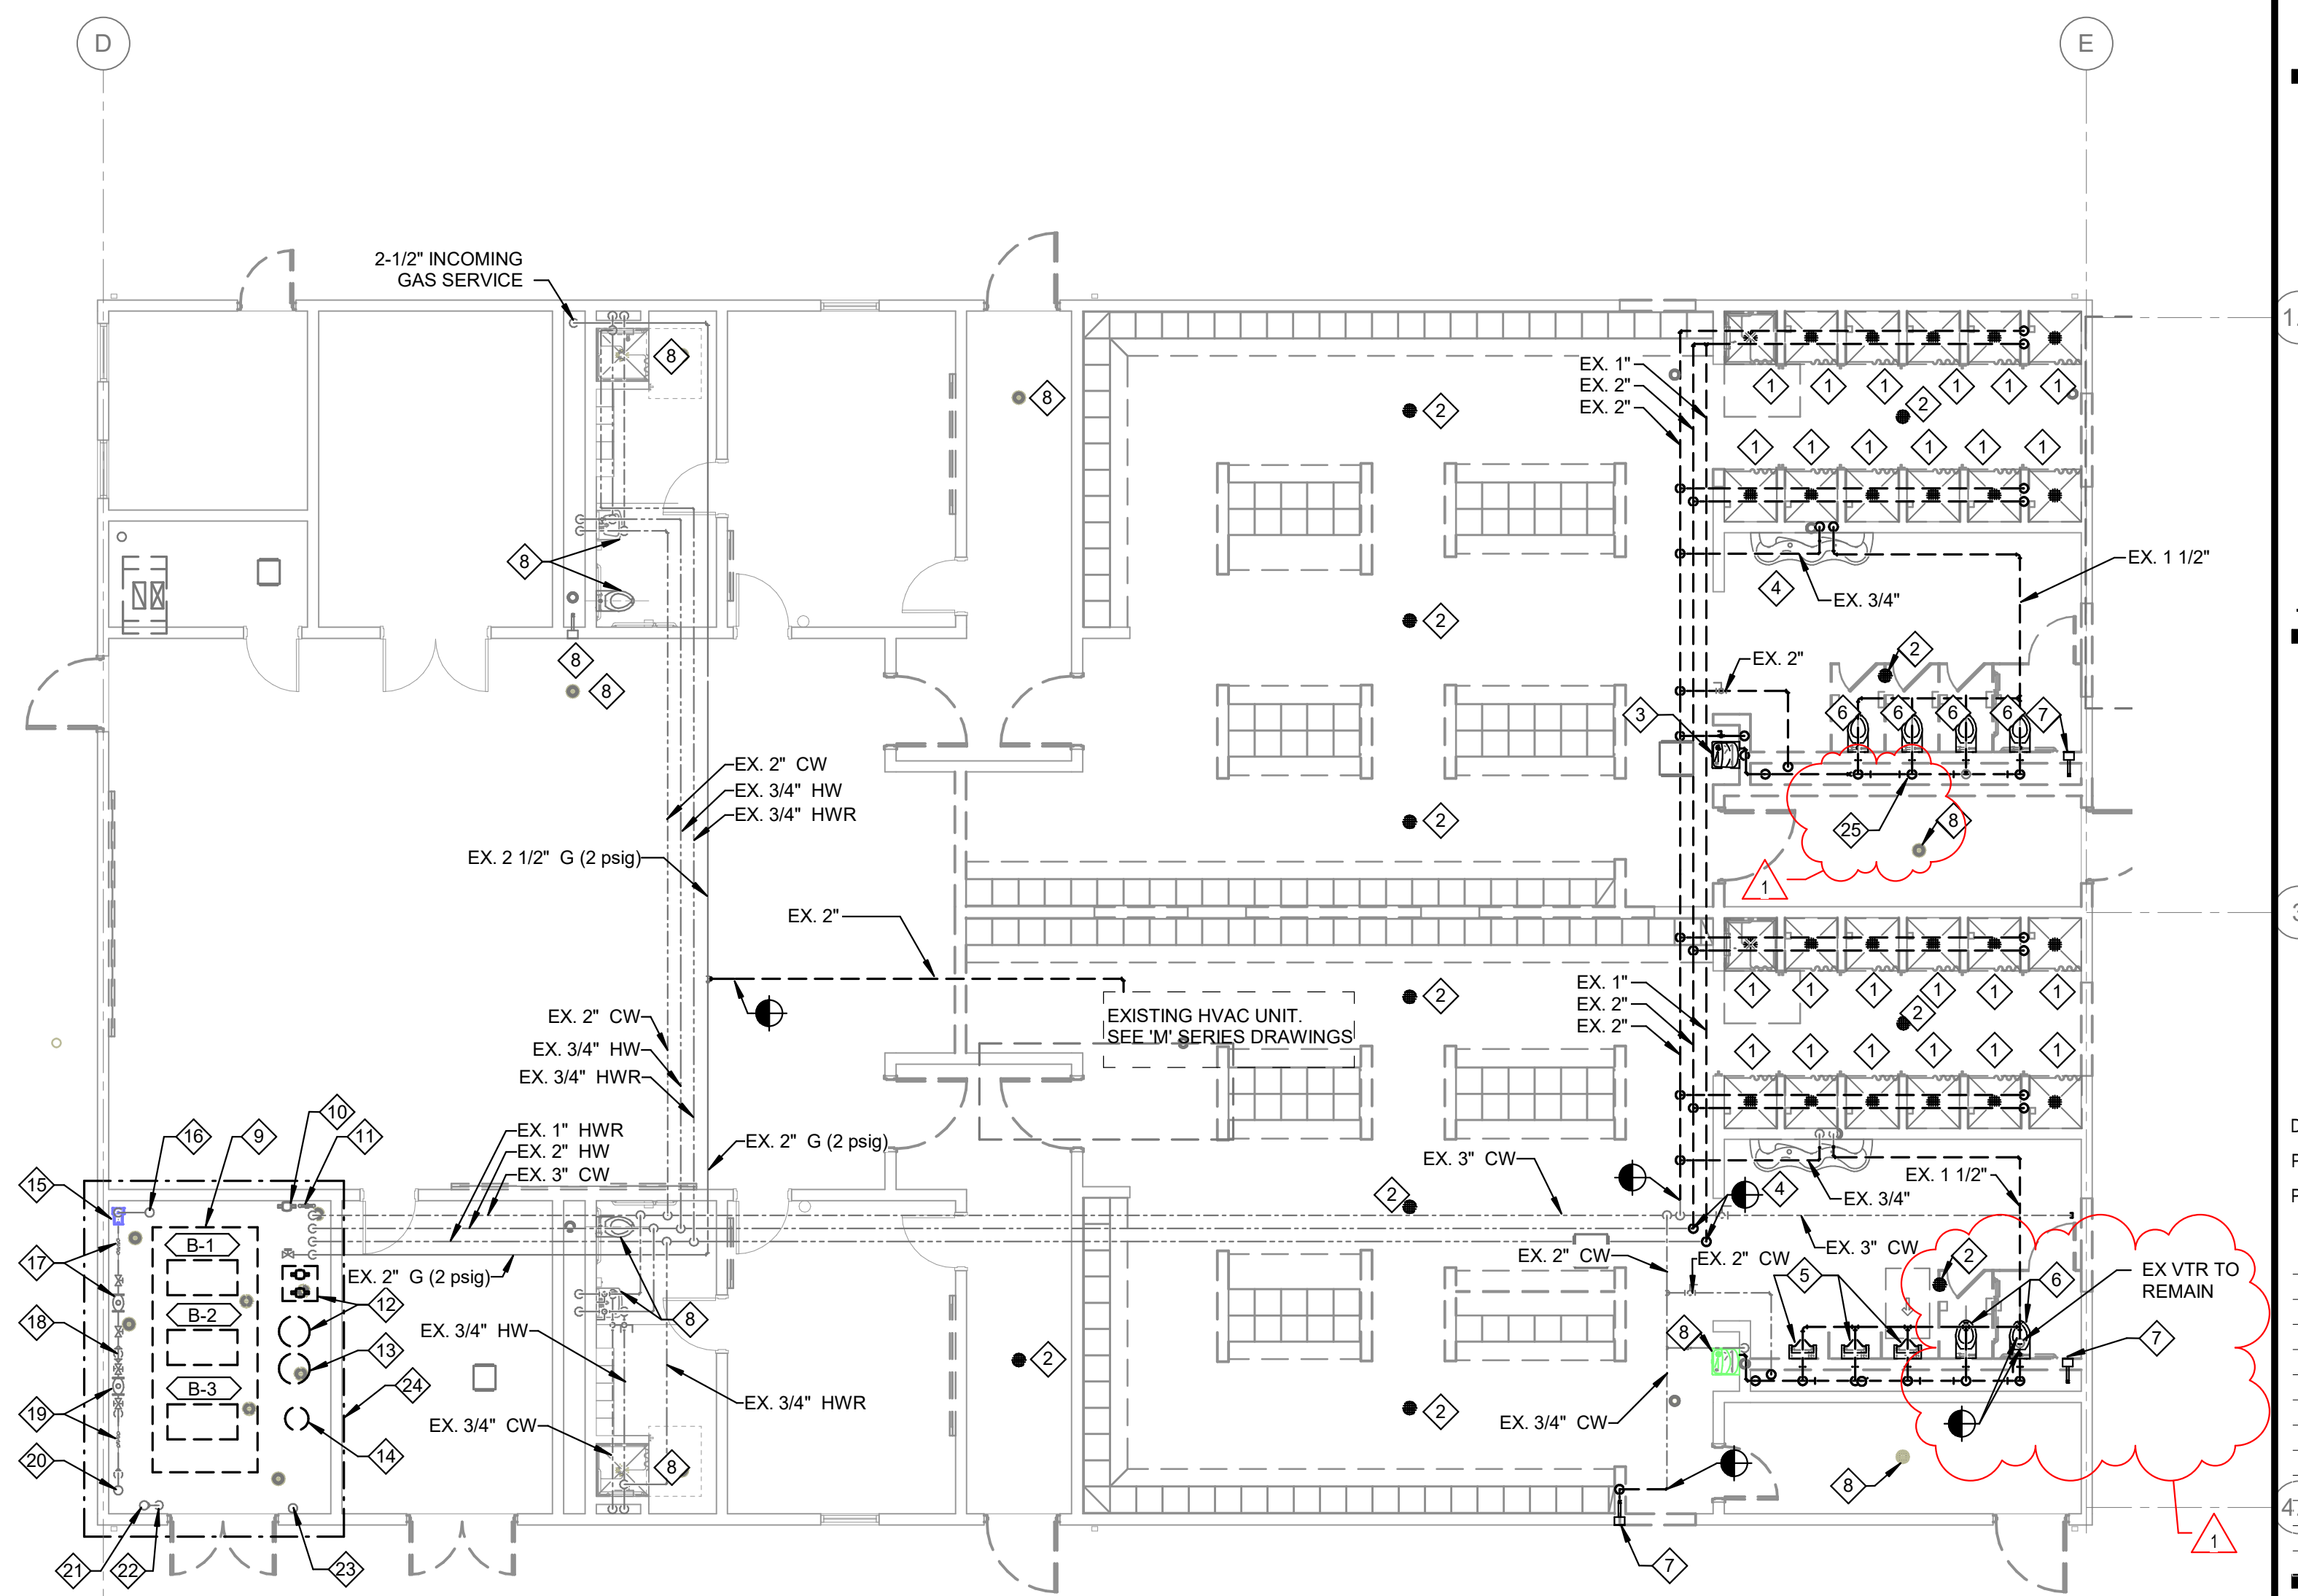 D
E
2-1/2" INCOMING
GAS SERVICE
8
8
2
EX. 1"
EX. 2"
EX. 2"
1 1 1 1 1 1
2
1 1 1 1 1 1
8
2
4
EX. 3/4"
EX. 1 1/2"
8
8
EX. 2"
2
3
6 6 6 6 7
EX. 2" CW
EX. 3/4" HW
EX. 3/4" HWR
2
25
8
1
EX. 2 1/2" G (2 psig)
EX. 2"
2
EX. 1"
EX. 2"
EX. 2"
1 1 1 1 1 1
2
EXISTING HVAC UNIT.
SEE 'M' SERIES DRAWINGS
EX. 2" CW
EX. 3/4" HW
EX. 3/4" HWR
1 1 1 1 1 1
10
16 9 11
EX. 1" HWR
EX. 2" HW
EX. 3" CW
EX. 2" G (2 psig)
EX. 3" CW
2
4
EX. 3/4"
EX. 1 1/2"
15
B-1
17
EX. 2" G (2 psig)
12
EX. 2" CW
EX. 2" CW
EX. 3" CW
2
5
6
EX VTR TO
REMAIN
B-2
18
13
EX. 3/4" HW
8
2
8
7
B-3
24
19
14
20
EX. 3/4" HWR
EX. 3/4" CW
8
2
EX. 3/4" CW
8
21 22 23
7
1
1.
3
4.
D
F
P